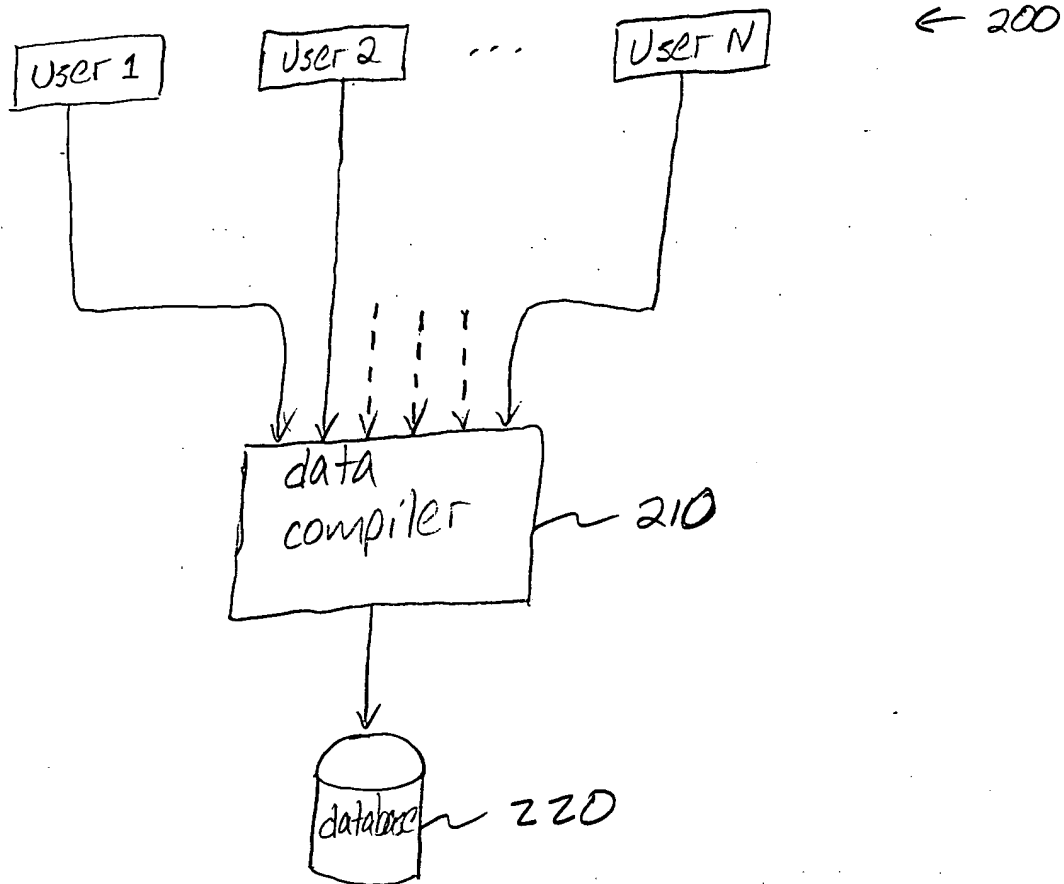 ← 200
User 1
User 2
...
User N
data
compiler
210
database
220